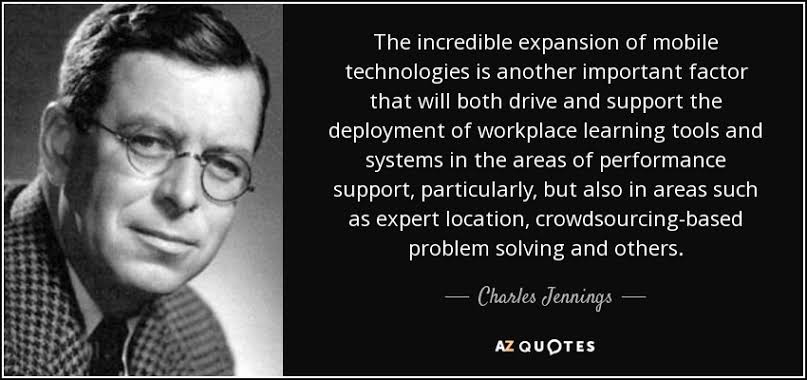 The incredible expansion of mobile
technologies is another important factor
that will both drive and support the
deployment of workplace learning tools and
systems in the areas of performance
support, particularly, but also in areas such
as expert location, crowdsourcing-based
problem solving and others.
Charles Jennings
AZ QUOTES